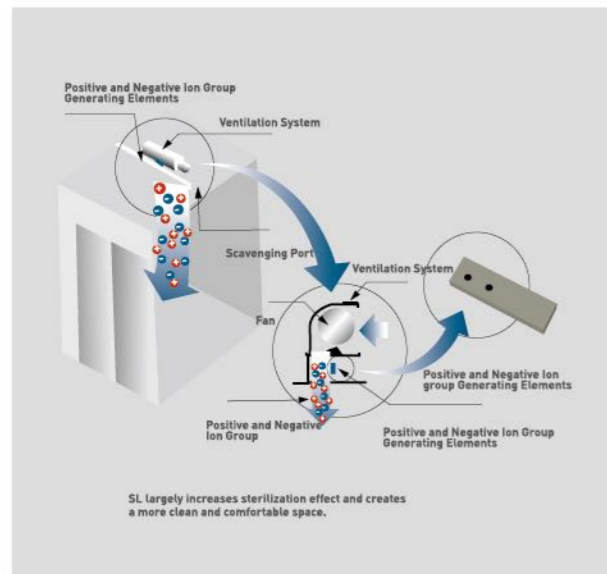 Positive and Negative Ion Group
Generating Elements
Ventilation System
Scavenging Port
Ventilation System
Fan
Positive and Negative Ion
group Generating Elements
Positive and Negative
Ion Group
Positive and Negative Ion Group
Generating Elements
SL largely increases sterilization effect and creates
a more clean and comfortable space.